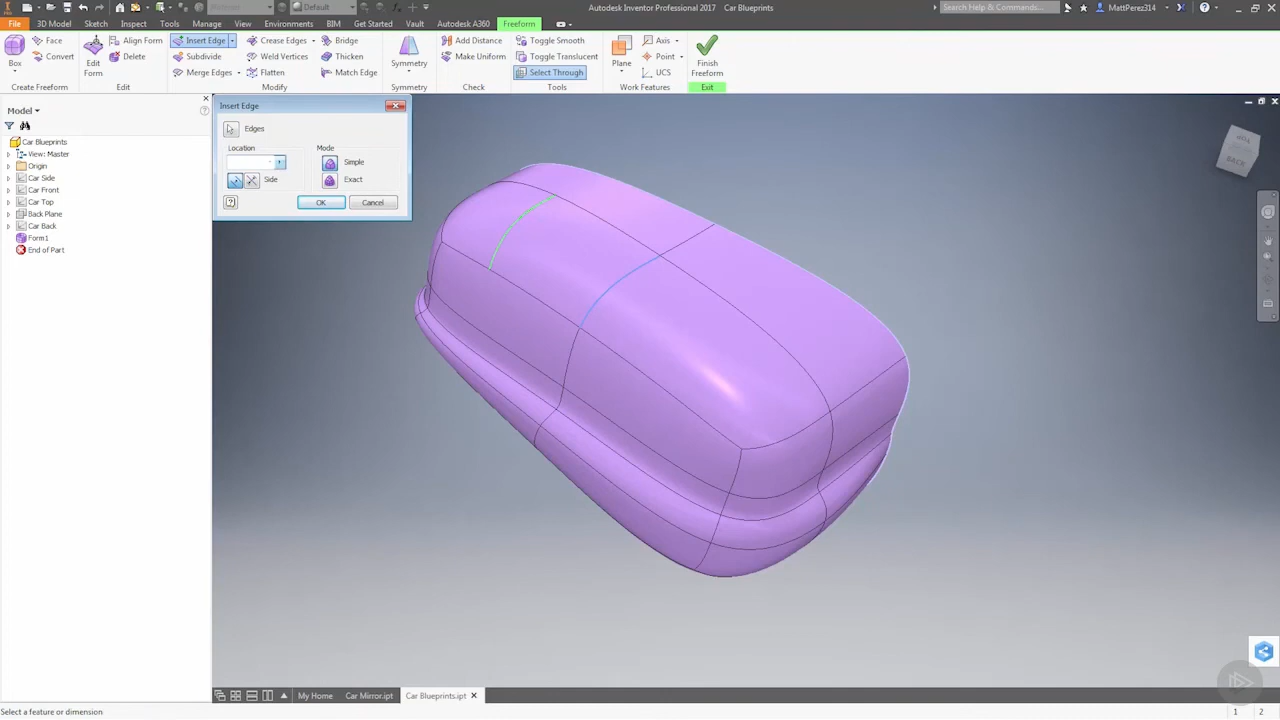 Material
Default
Autodesk Inventor Professional 2017 Car Blueprints
Search Help & Commands...
MattPerez314
File 3D Model Sketch Inspect Tools Manage View Environments BIM Get Started Vault Autodesk A360 Freeform
Box
Face
Convert
Create Freeform
Edit Form
Align Form
Delete
Edit
Insert Edge
Subdivide
Merge Edges
Crease Edges
Weld Vertices
Flatten
Bridge
Thicken
Match Edge
Modify
Symmetry
Symmetry
Add Distance
Make Uniform
Check
Toggle Smooth
Toggle Translucent
Select Through
Tools
Plane
Axis
Point
UCS
Work Features
Finish Freeform
Exit
Model
Car Blueprints
View: Master
Origin
Car Side
Car Front
Car Top
Back Plane
Car Back
Form1
End of Part
Insert Edge
Edges
Location
Side
Mode
Simple
Exact
OK
Cancel
TOP
BACK
My Home Car Mirror.ipt Car Blueprints.ipt
Select a feature or dimension
1 2